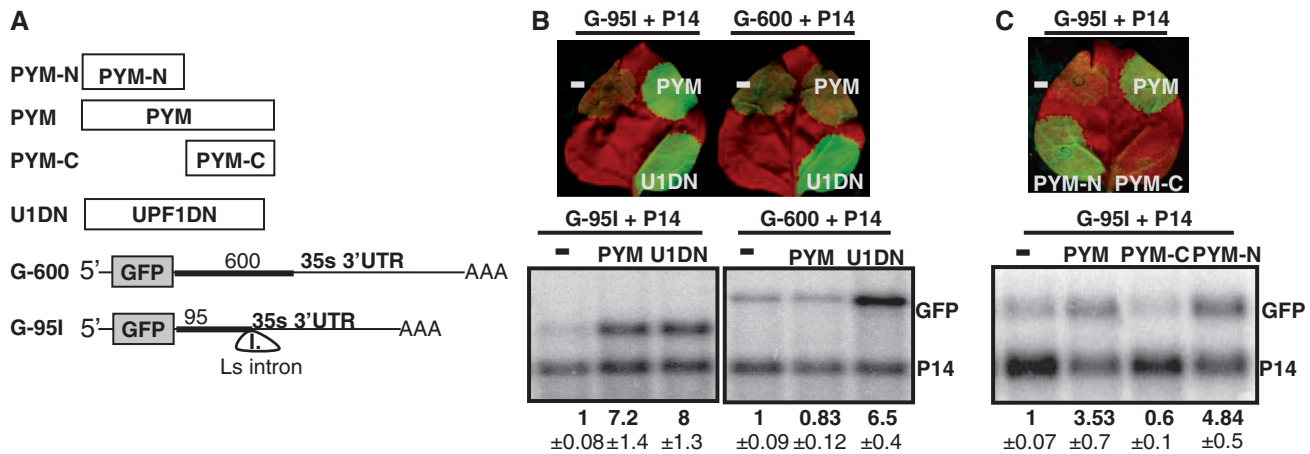 A
PYM-N PYM-N
PYM PYM
PYM-C PYM-C
U1DN UPF1DN
G-600 5' GFP 600 35s 3'UTR AAA
G-95I 5' GFP 95 35s 3'UTR AAA
I.
Ls intron
B
G-95I + P14 G-600 + P14
- PYM - PYM
U1DN U1DN
G-95I + P14 G-600 + P14
- PYM U1DN - PYM U1DN
GFP
P14
1 7.2 8 1 0.83 6.5
±0.08 ±1.4 ±1.3 ±0.09 ±0.12 ±0.4
C
G-95I + P14
- PYM
PYM-N PYM-C
G-95I + P14
- PYM PYM-C PYM-N
GFP
P14
1 3.53 0.6 4.84
±0.07 ±0.7 ±0.1 ±0.5